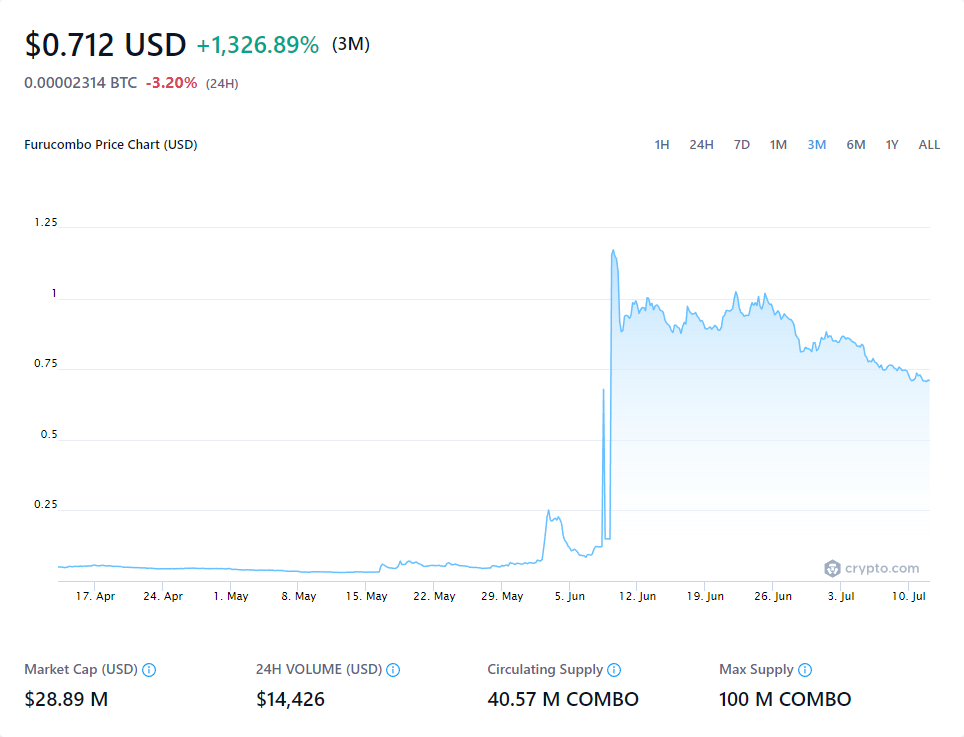 $0.712 USD +1,326.89% (3M)
0.00002314 BTC -3.20% (24H)
Furucombo Price Chart (USD) 1H 24H 7D 1M 3M 6M 1Y ALL
1.25
1
0.75
0.5
0.25
crypto.com
17. Apr 24. Apr 1. May 8. May 15. May 22. May 29. May 5. Jun 12. Jun 19. Jun 26. Jun 3. Jul 10. Jul
Market Cap (USD) 24H VOLUME (USD) Circulating Supply Max Supply
$28.89 M $14,426 40.57 M COMBO 100 M COMBO